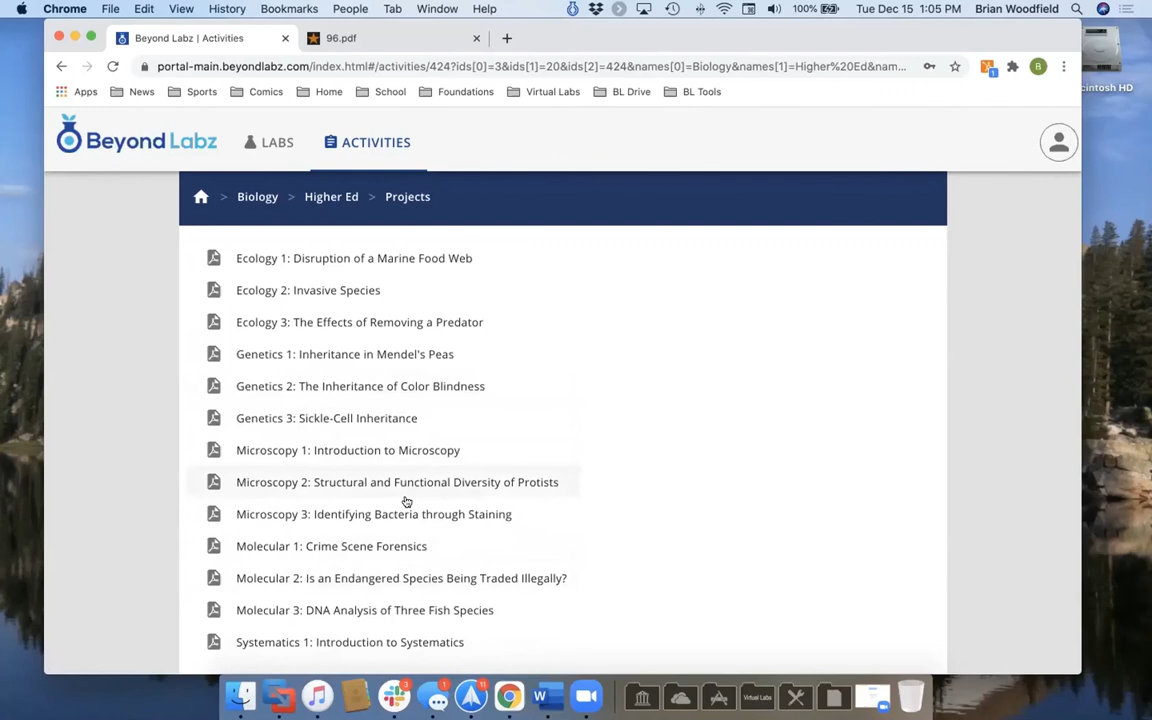 Chrome File Edit View History Bookmarks People Tab Window Help 100% Tue Dec 15 1:05 PM Brian Woodfield
Beyond Labz | Activities 96.pdf
portal-main.beyondlabz.com/index.html#/activities/424?ids[0]=3&ids[1]=20&ids[2]=424&names[0]=Biology&names[1]=Higher%20Ed&nam...
1 B
Apps News Sports Comics Home School Foundations Virtual Labs BL Drive BL Tools
cintosh HD
Beyond Labz LABS ACTIVITIES
> Biology > Higher Ed > Projects
Ecology 1: Disruption of a Marine Food Web
Ecology 2: Invasive Species
Ecology 3: The Effects of Removing a Predator
Genetics 1: Inheritance in Mendel's Peas
Genetics 2: The Inheritance of Color Blindness
Genetics 3: Sickle-Cell Inheritance
Microscopy 1: Introduction to Microscopy
Microscopy 2: Structural and Functional Diversity of Protists
Microscopy 3: Identifying Bacteria through Staining
Molecular 1: Crime Scene Forensics
Molecular 2: Is an Endangered Species Being Traded Illegally?
Molecular 3: DNA Analysis of Three Fish Species
Systematics 1: Introduction to Systematics
3 1 11
W Virtual Labs